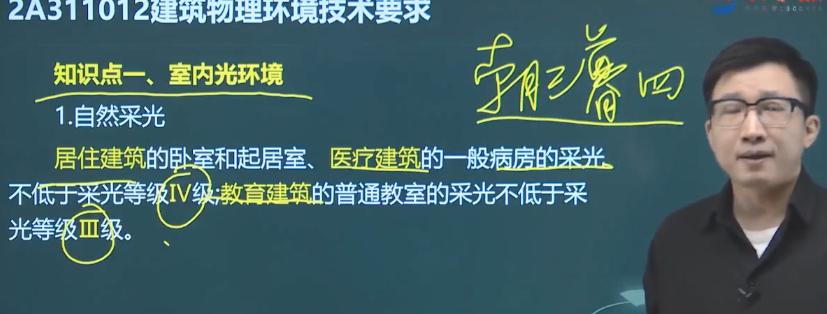 2A311012建筑物理环境技术要求
知识点一、室内光环境
朝三暮四
1.自然采光
居住建筑的卧室和起居室、医疗建筑的一般病房的采光
不低于采光等级Ⅳ级;教育建筑的普通教室的采光不低于采
光等级Ⅲ级。